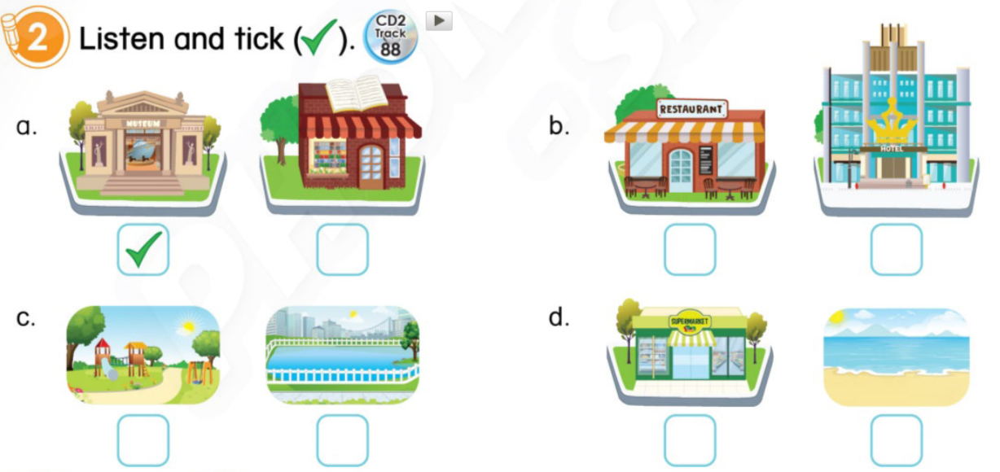 2 Listen and tick (✓).
CD2
Track
88
a.
MUSEUM
b.
RESTAURANT
HOTEL
c.
d.
SUPERMARKET